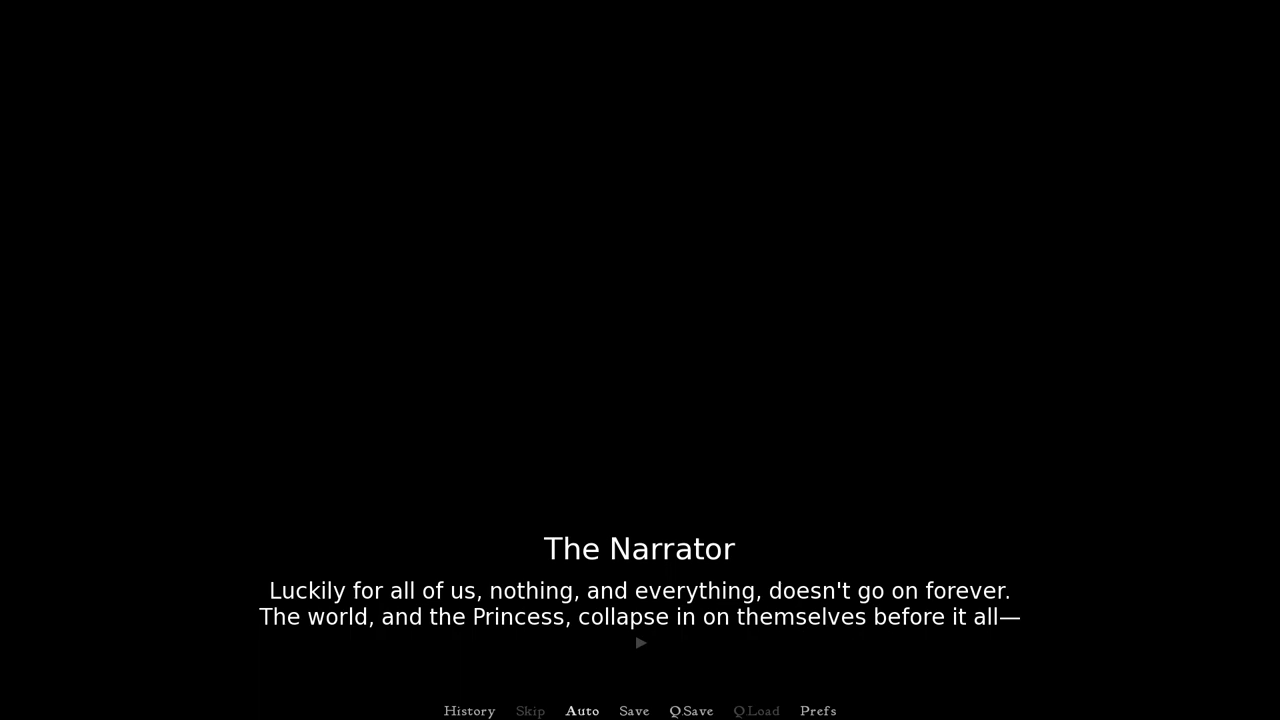 The Narrator
Luckily for all of us, nothing, and everything, doesn't go on forever.
The world, and the Princess, collapse in on themselves before it all—
History Skip Auto Save Q.Save Q.Load Prefs